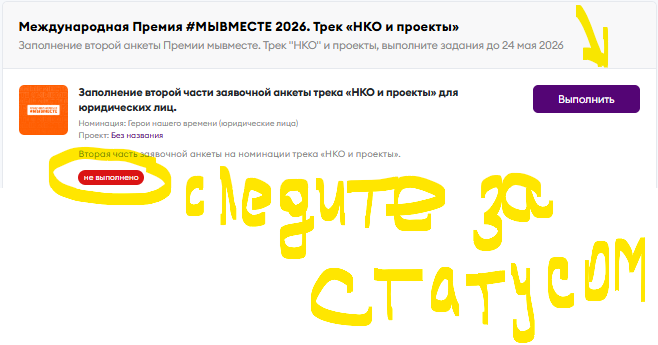 Международная Премия #МЫВМЕСТЕ 2026. Трек «НКО и проекты»
Заполнение второй анкеты Премии мывместе. Трек "НКО" и проекты, выполните задания до 24 мая 2026
Заполнение второй части заявочной анкеты трека «НКО и проекты» для
юридических лиц.
Выполнить
#МЫВМЕСТЕ
Номинация: Герои нашего времени (юридические лица)
Проект: Без названия
Вторая часть заявочной анкеты на номинации трека «НКО и проекты».
не выполнено
следите за
статусом